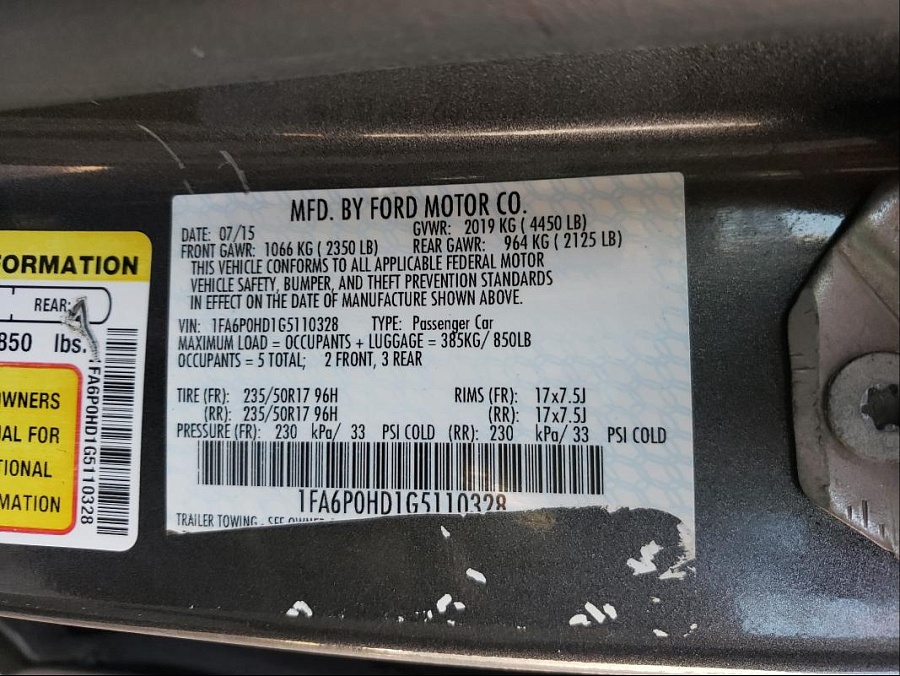 MFD. BY FORD MOTOR CO.
DATE: 07/15 GVWR: 2019 KG ( 4450 LB)
FRONT GAWR: 1066 KG ( 2350 LB) REAR GAWR: 964 KG ( 2125 LB)
THIS VEHICLE CONFORMS TO ALL APPLICABLE FEDERAL MOTOR
VEHICLE SAFETY, BUMPER, AND THEFT PREVENTION STANDARDS
IN EFFECT ON THE DATE OF MANUFACTURE SHOWN ABOVE.
VIN: 1FA6P0HD1G5110328 TYPE: Passenger Car
MAXIMUM LOAD = OCCUPANTS + LUGGAGE = 385KG/ 850LB
OCCUPANTS = 5 TOTAL; 2 FRONT, 3 REAR
TIRE (FR): 235/50R17 96H RIMS (FR): 17x7.5J
(RR): 235/50R17 96H (RR): 17x7.5J
PRESSURE (FR): 230 kPa/ 33 PSI COLD (RR): 230 kPa/ 33 PSI COLD
1FA6P0HD1G5110328
TRAILER TOWING - SEE OWNER
FORMATION
REAR:
850 lbs.
WNERS
UAL FOR
TIONAL
MATION
1FA6P0HD1G5110328